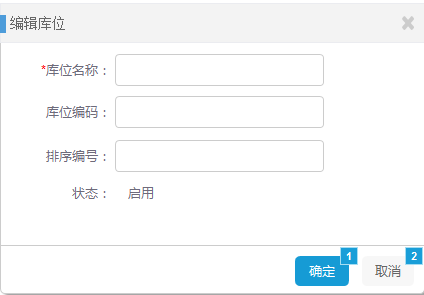 编辑库位 ×
*库位名称：
库位编码：
排序编号：
状态： 启用
确定 1 取消 2